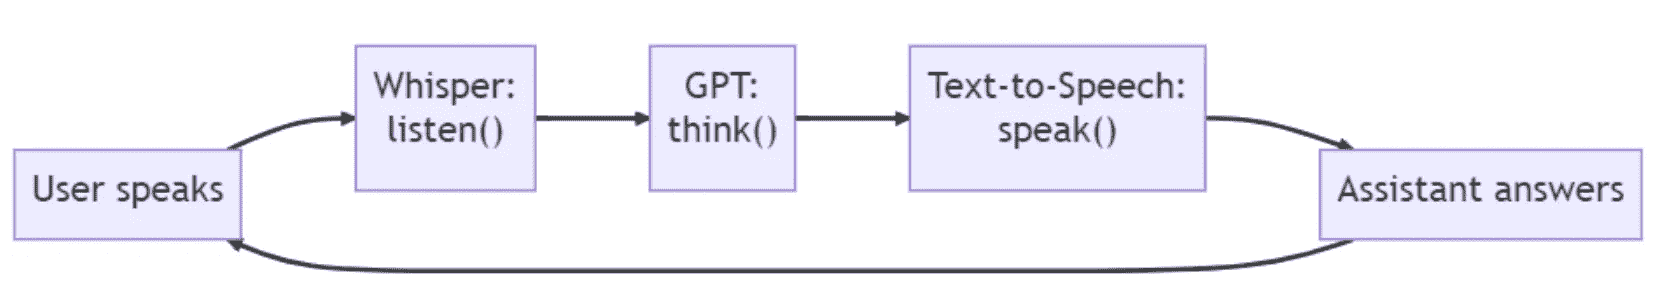 User speaks
Whisper:
listen()
GPT:
think()
Text-to-Speech:
speak()
Assistant answers